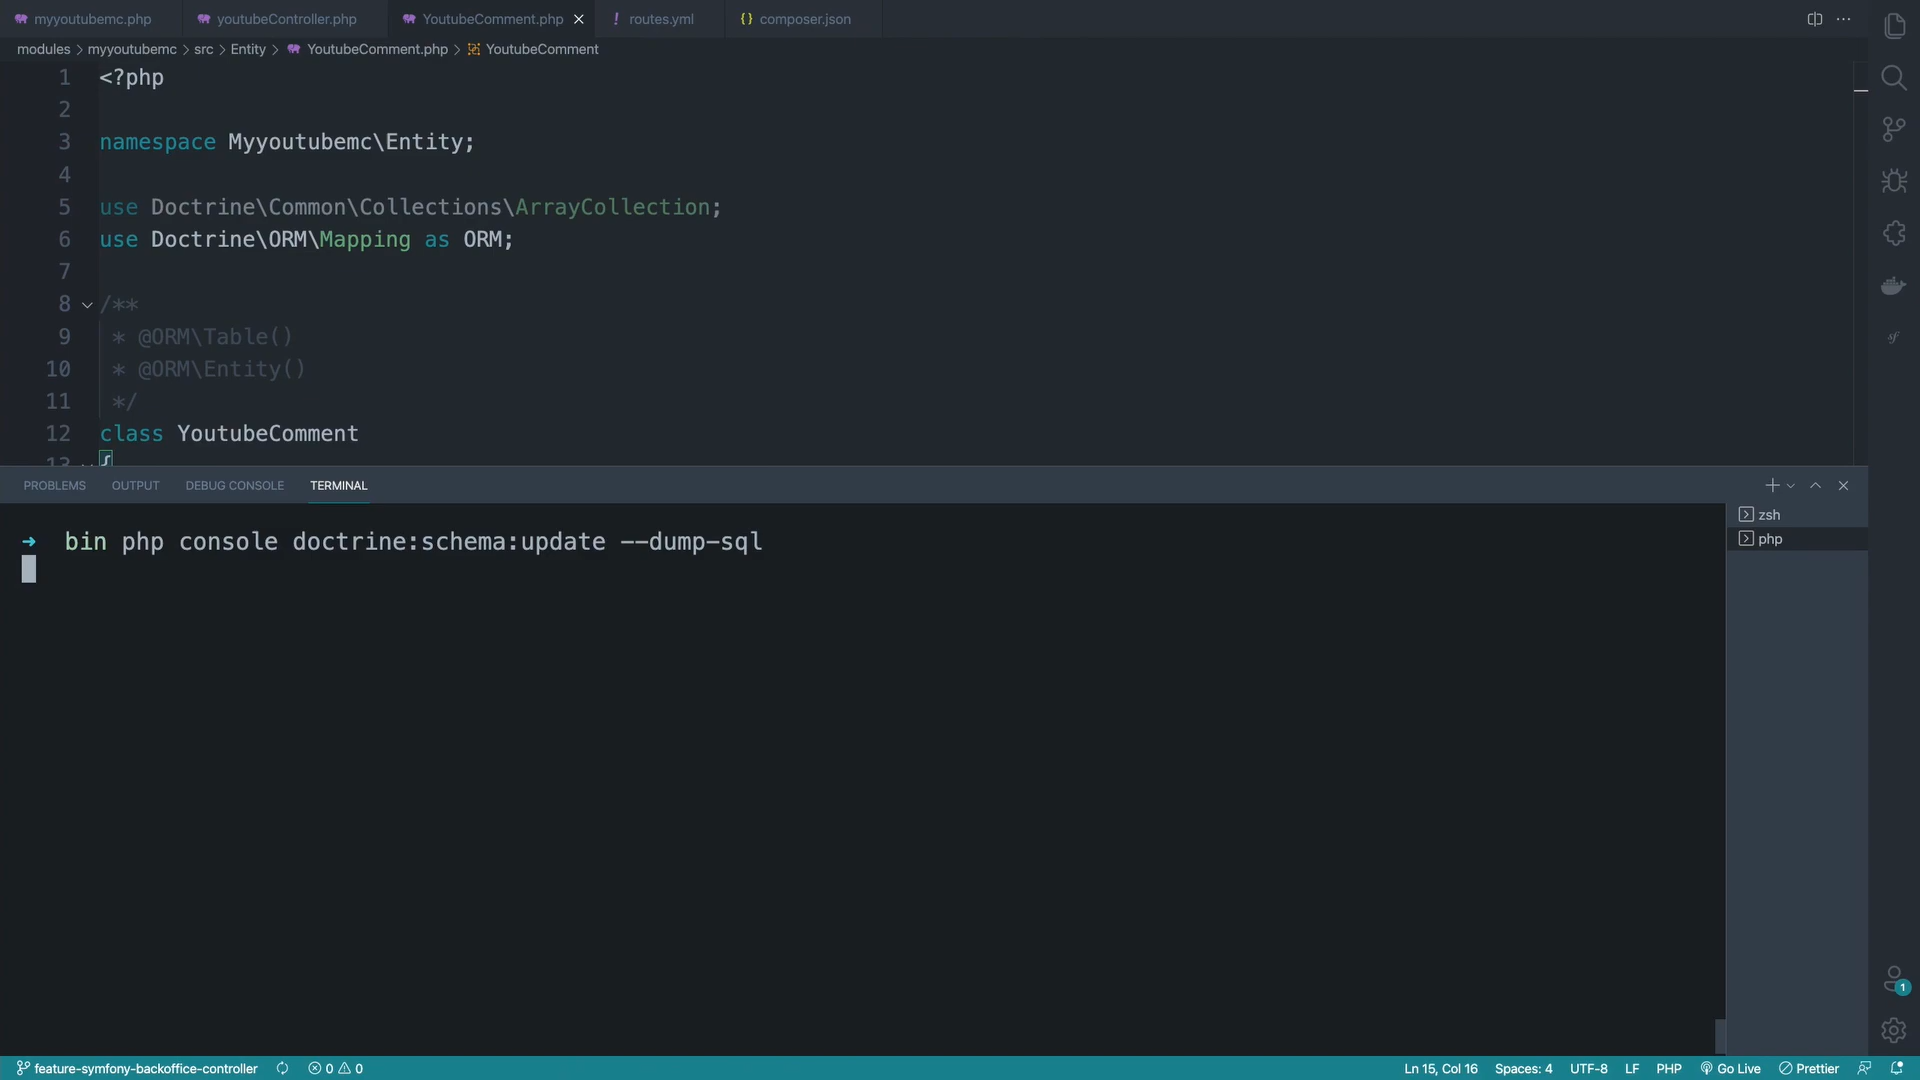 myyoutubemc.php youtubeController.php YoutubeComment.php routes.yml {} composer.json
modules > myyoutubemc > src > Entity > YoutubeComment.php > YoutubeComment
1 <?php
2
3 namespace Myyoutubemc\Entity;
4
5 use Doctrine\Common\Collections\ArrayCollection;
6 use Doctrine\ORM\Mapping as ORM;
7
8 /**
9 * @ORM\Table()
10 * @ORM\Entity()
11 */
12 class YoutubeComment
13 {
PROBLEMS OUTPUT DEBUG CONSOLE TERMINAL
zsh
php
➜ bin php console doctrine:schema:update --dump-sql
1
feature-symfony-backoffice-controller 0 0 Ln 15, Col 16 Spaces: 4 UTF-8 LF PHP Go Live Prettier